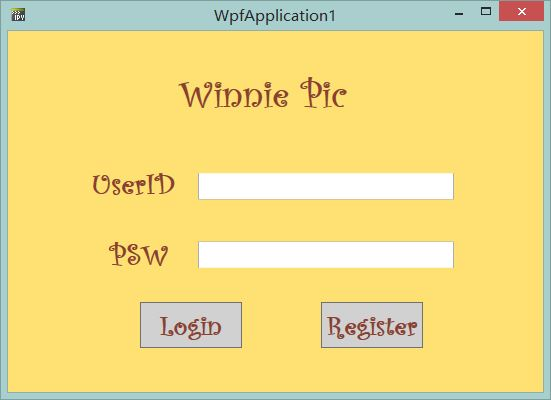 WpfApplication1
Winnie Pic
UserID
PSW
Login
Register